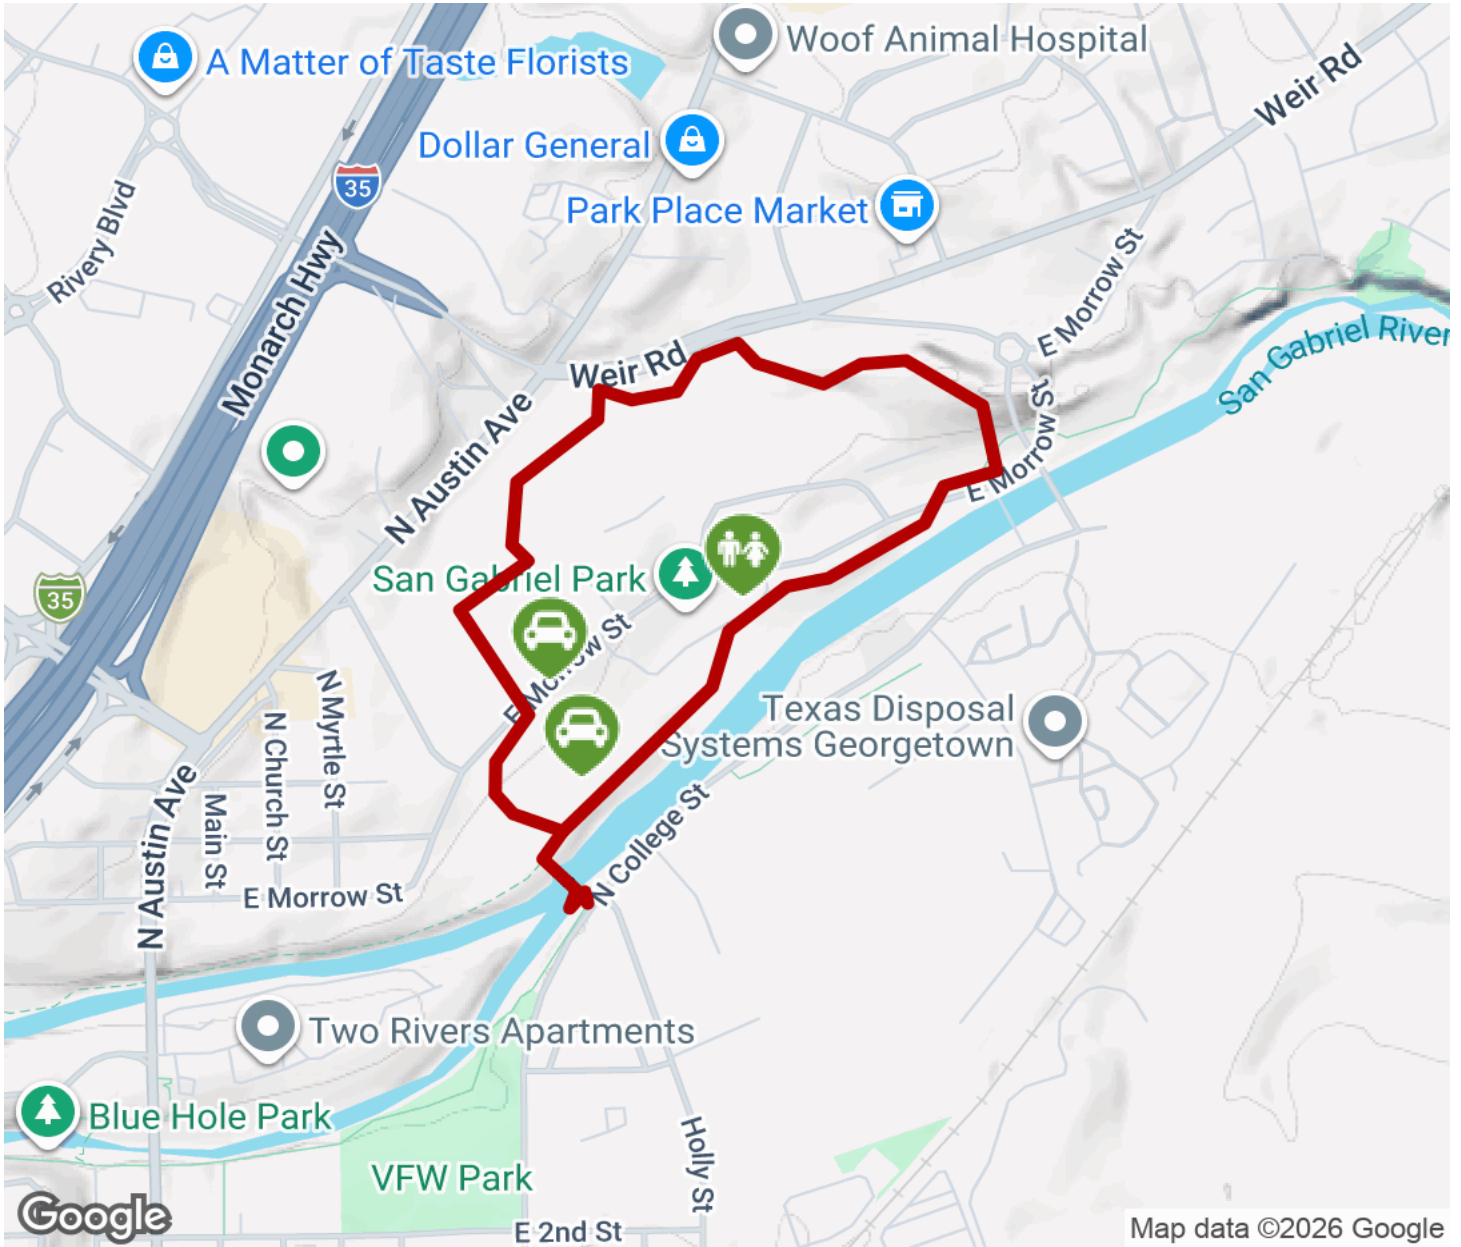 Woof Animal Hospital
A Matter of Taste Florists
Weir Rd
Dollar General
35
Park Place Market
Rivery Blvd
Monarch Hwy
E Morrow St
San Gabriel River
Weir Rd
N Austin Ave
E Morrow St
San Gabriel Park
35
E Morrow St
N Myrtle St
N Church St
Main St
N Austin Ave
Texas Disposal
Systems Georgetown
N College St
E Morrow St
Two Rivers Apartments
Blue Hole Park
VFW Park
Holly St
E 2nd St
Google
Map data ©2026 Google